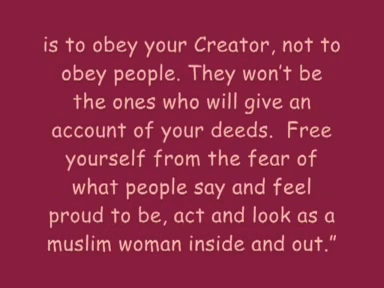 is to obey your Creator, not to
obey people. They won't be
the ones who will give an
account of your deeds.  Free
yourself from the fear of
what people say and feel
proud to be, act and look as a
muslim woman inside and out."